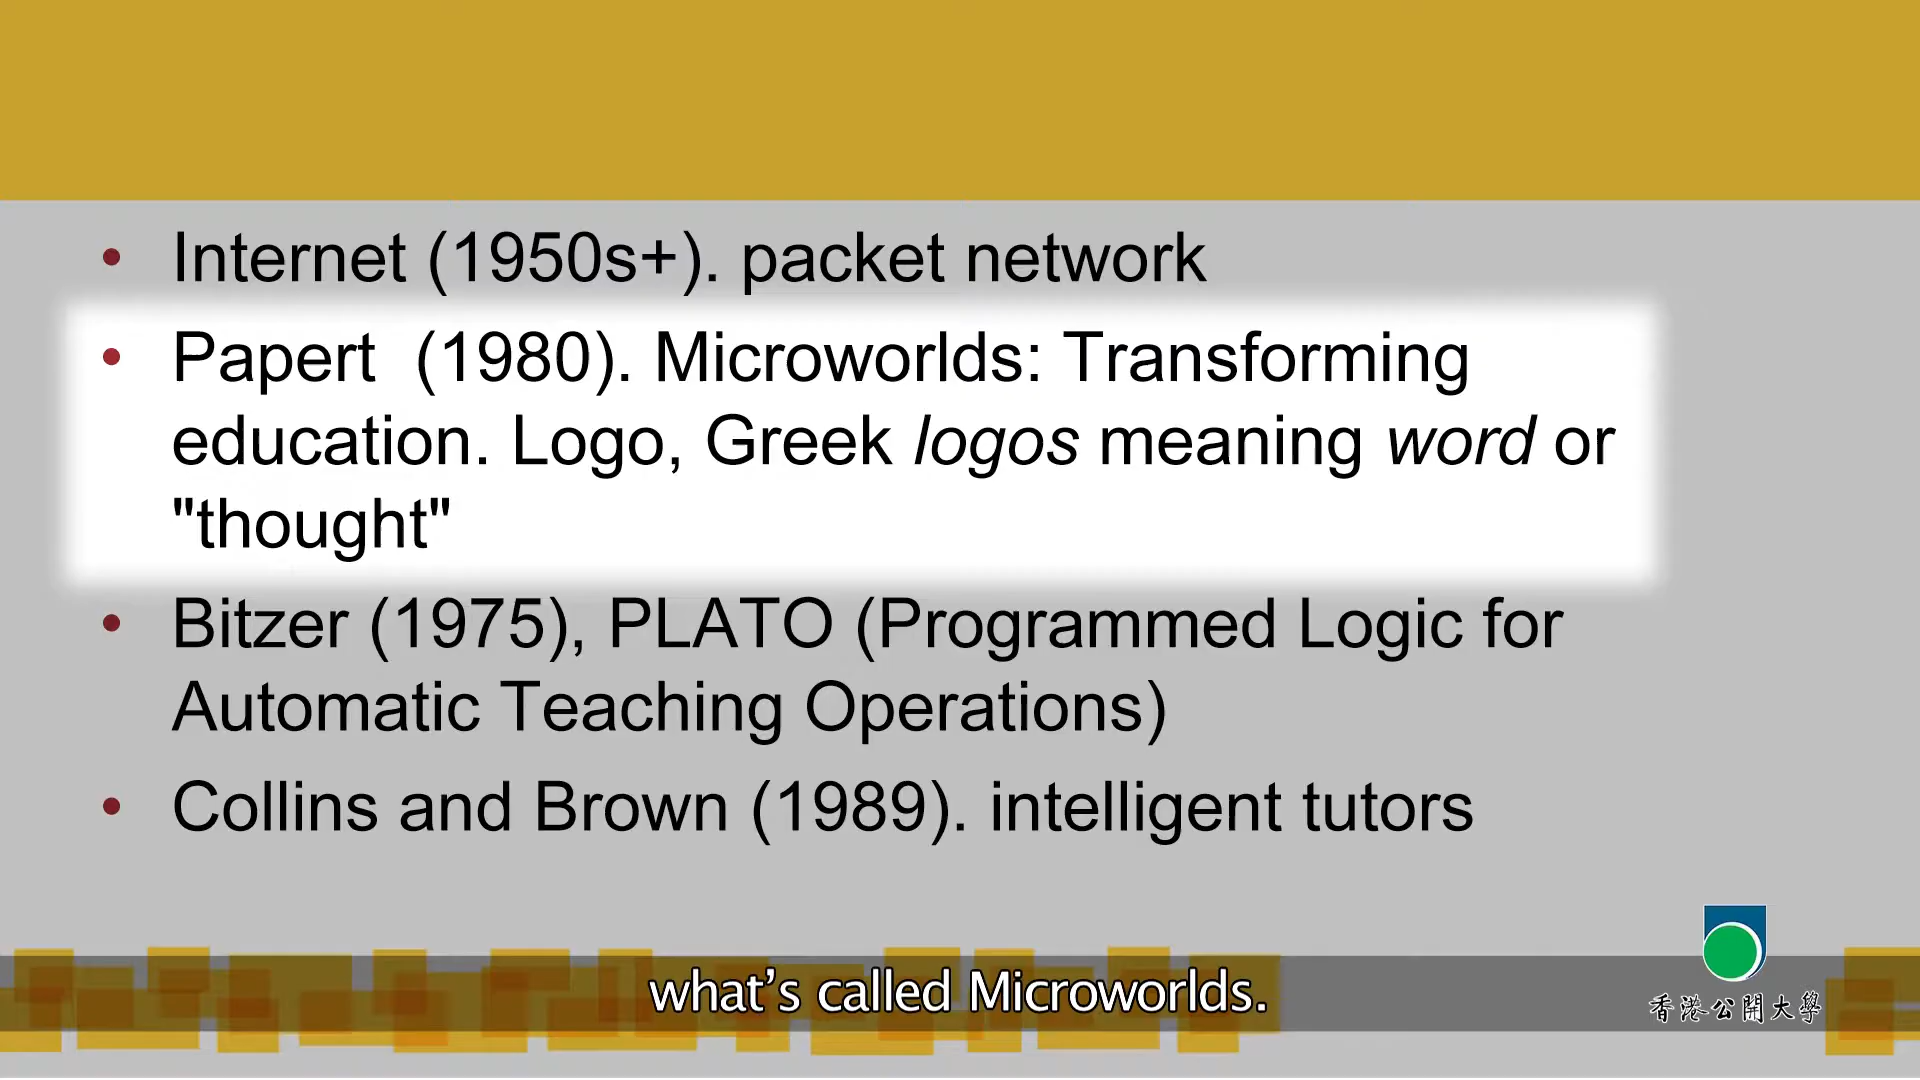 • Internet (1950s+). packet network
• Papert (1980). Microworlds: Transforming
education. Logo, Greek logos meaning word or
"thought"
• Bitzer (1975), PLATO (Programmed Logic for
Automatic Teaching Operations)
• Collins and Brown (1989). intelligent tutors
what’s called Microworlds.
香港公開大學